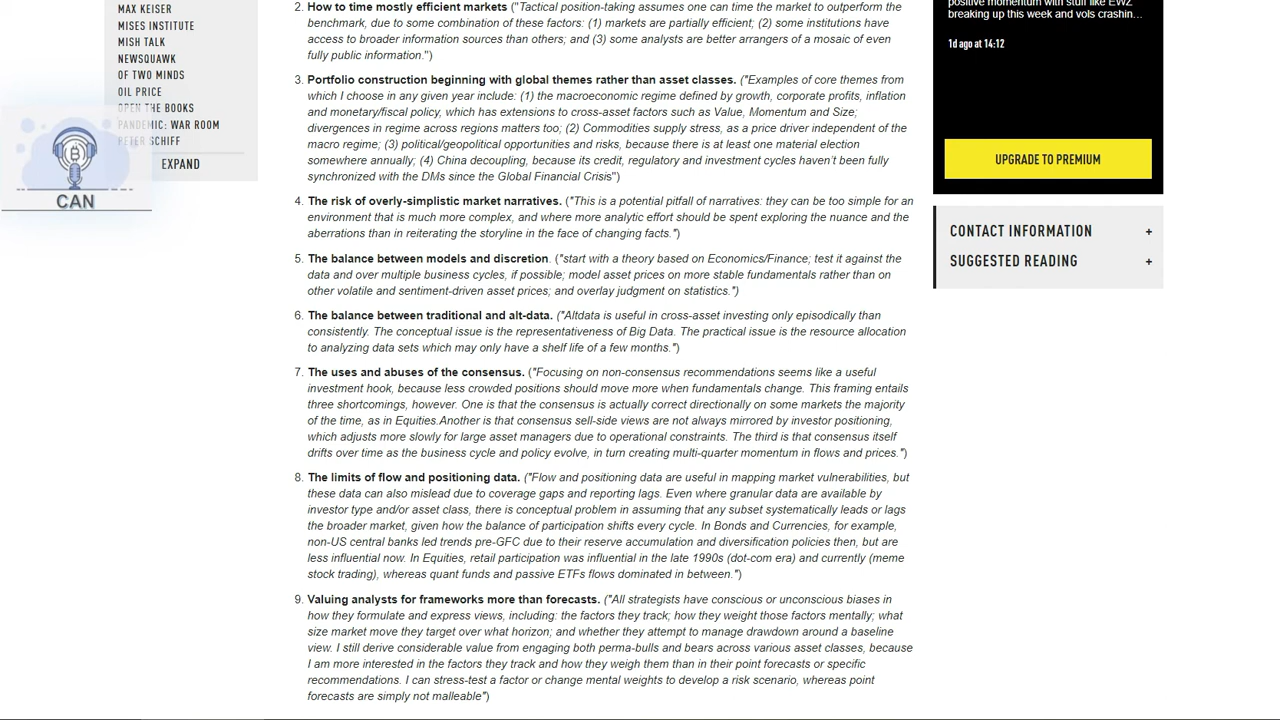 MAX KEISER
MISES INSTITUTE
MISH TALK
NEWSQUAWK
OF TWO MINDS
OIL PRICE
OPEN THE BOOKS
PANDEMIC: WAR ROOM
PETER SCHIFF
EXPAND
CAN
2. How to time mostly efficient markets ("Tactical position-taking assumes one can time the market to outperform the
benchmark, due to some combination of these factors: (1) markets are partially efficient; (2) some institutions have
access to broader information sources than others; and (3) some analysts are better arrangers of a mosaic of even
fully public information.")
3. Portfolio construction beginning with global themes rather than asset classes. ("Examples of core themes from
which I choose in any given year include: (1) the macroeconomic regime defined by growth, corporate profits, inflation
and monetary/fiscal policy, which has extensions to cross-asset factors such as Value, Momentum and Size;
divergences in regime across regions matters too; (2) Commodities supply stress, as a price driver independent of the
macro regime; (3) political/geopolitical opportunities and risks, because there is at least one material election
somewhere annually; (4) China decoupling, because its credit, regulatory and investment cycles haven't been fully
synchronized with the DMs since the Global Financial Crisis")
4. The risk of overly-simplistic market narratives. ("This is a potential pitfall of narratives: they can be too simple for an
environment that is much more complex, and where more analytic effort should be spent exploring the nuance and the
aberrations than in reiterating the storyline in the face of changing facts.")
5. The balance between models and discretion. ("start with a theory based on Economics/Finance; test it against the
data and over multiple business cycles, if possible; model asset prices on more stable fundamentals rather than on
other volatile and sentiment-driven asset prices; and overlay judgment on statistics.")
6. The balance between traditional and alt-data. ("Altdata is useful in cross-asset investing only episodically than
consistently. The conceptual issue is the representativeness of Big Data. The practical issue is the resource allocation
to analyzing data sets which may only have a shelf life of a few months.")
7. The uses and abuses of the consensus. ("Focusing on non-consensus recommendations seems like a useful
investment hook, because less crowded positions should move more when fundamentals change. This framing entails
three shortcomings, however. One is that the consensus is actually correct directionally on some markets the majority
of the time, as in Equities.Another is that consensus sell-side views are not always mirrored by investor positioning,
which adjusts more slowly for large asset managers due to operational constraints. The third is that consensus itself
drifts over time as the business cycle and policy evolve, in turn creating multi-quarter momentum in flows and prices.")
8. The limits of flow and positioning data. ("Flow and positioning data are useful in mapping market vulnerabilities, but
these data can also mislead due to coverage gaps and reporting lags. Even where granular data are available by
investor type and/or asset class, there is conceptual problem in assuming that any subset systematically leads or lags
the broader market, given how the balance of participation shifts every cycle. In Bonds and Currencies, for example,
non-US central banks led trends pre-GFC due to their reserve accumulation and diversification policies then, but are
less influential now. In Equities, retail participation was influential in the late 1990s (dot-com era) and currently (meme
stock trading), whereas quant funds and passive ETFs flows dominated in between.")
9. Valuing analysts for frameworks more than forecasts. ("All strategists have conscious or unconscious biases in
how they formulate and express views, including: the factors they track; how they weight those factors mentally; what
size market move they target over what horizon; and whether they attempt to manage drawdown around a baseline
view. I still derive considerable value from engaging both perma-bulls and bears across various asset classes, because
I am more interested in the factors they track and how they weigh them than in their point forecasts or specific
recommendations. I can stress-test a factor or change mental weights to develop a risk scenario, whereas point
forecasts are simply not malleable")
positive momentum with stuff like EWZ
breaking up this week and vols crashin...
1d ago at 14:12
UPGRADE TO PREMIUM
CONTACT INFORMATION +
SUGGESTED READING +